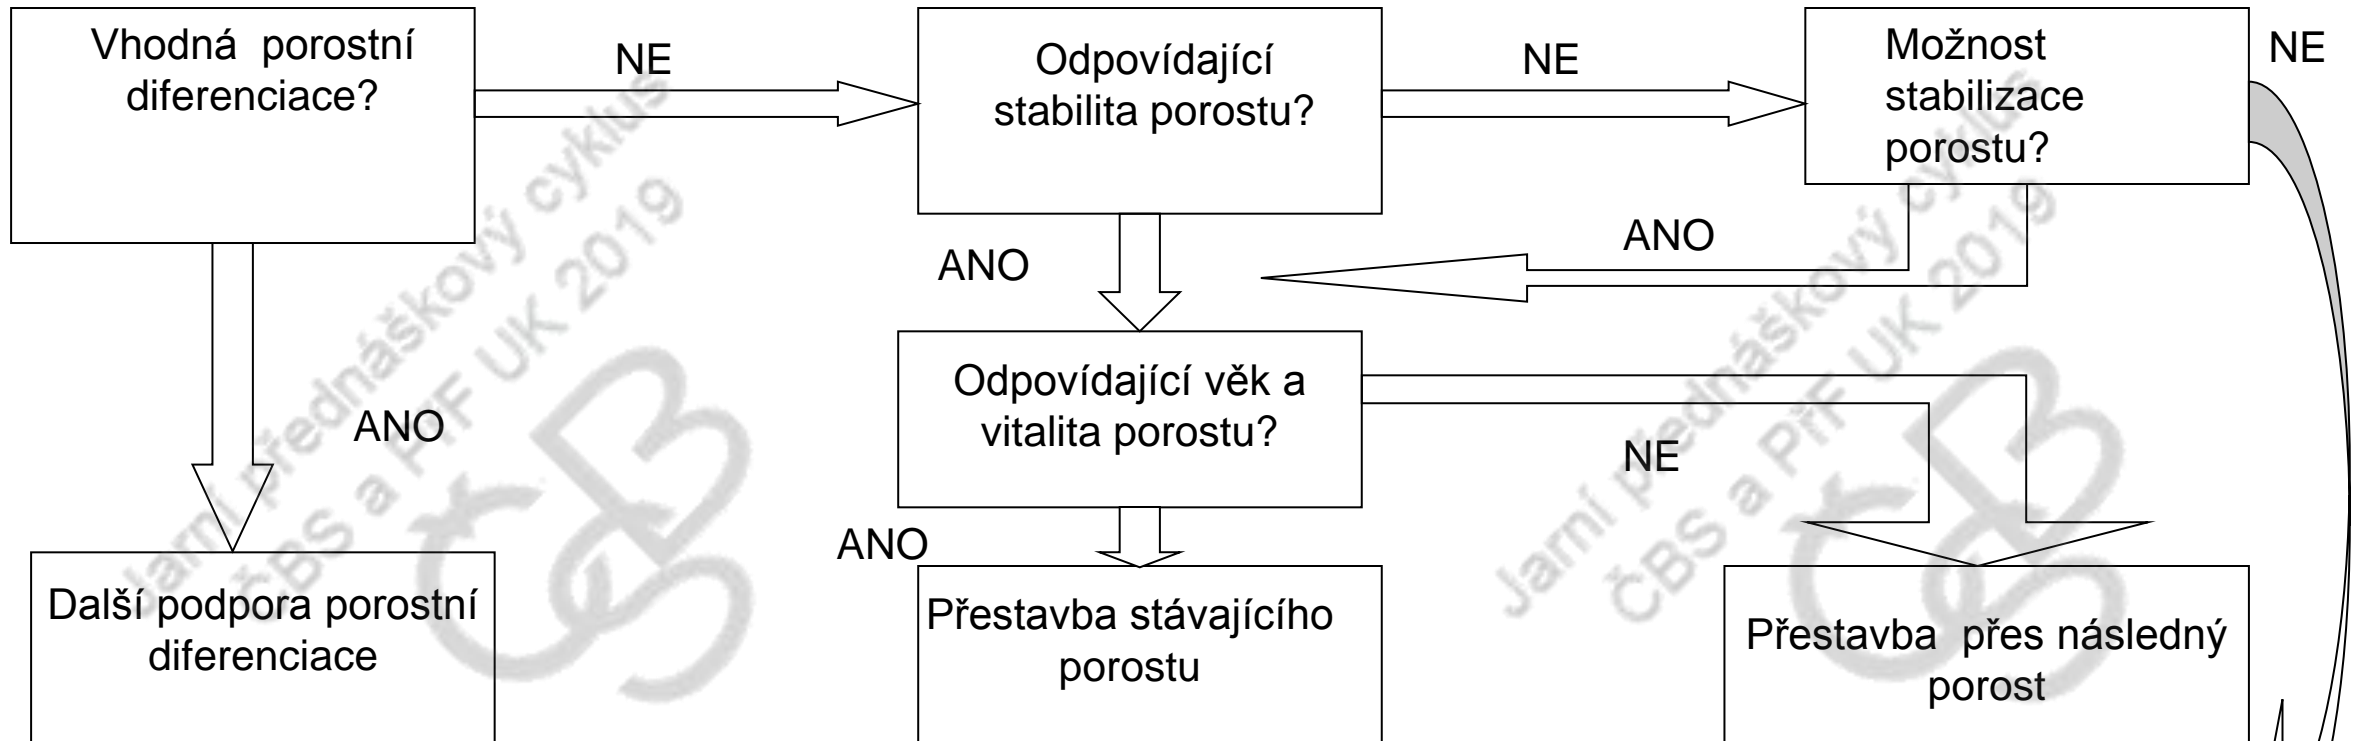 Vhodná porostní
diferenciace?
NE
Odpovídající
stabilita porostu?
NE
Možnost
stabilizace
porostu?
NE
ANO
ANO
Odpovídající věk a
vitalita porostu?
ANO
NE
ANO
Další podpora porostní
diferenciace
Přestavba stávajícího
porostu
Přestavba přes následný
porost
Jarní přednáškový cyklus
ČBS a PřF UK 2019
ČBS
Jarní přednáškový cyklus
ČBS a PřF UK 2019
ČBS